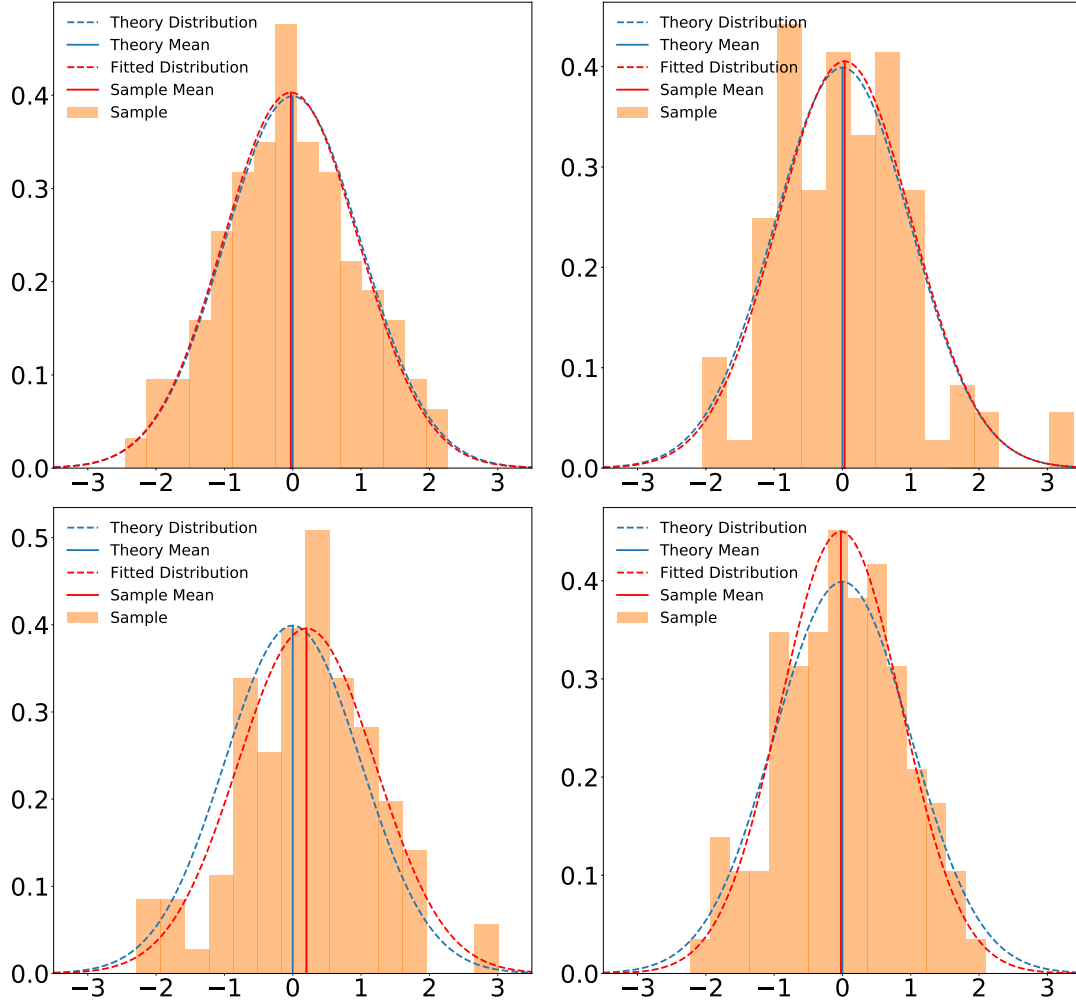 Theory Distribution
Theory Mean
Fitted Distribution
Sample Mean
Sample
0.4
0.3
0.2
0.1
0.0
−3 −2 −1 0 1 2 3
Theory Distribution
Theory Mean
Fitted Distribution
Sample Mean
Sample
0.4
0.3
0.2
0.1
0.0
−3 −2 −1 0 1 2 3
Theory Distribution
Theory Mean
Fitted Distribution
Sample Mean
Sample
0.5
0.4
0.3
0.2
0.1
0.0
−3 −2 −1 0 1 2 3
Theory Distribution
Theory Mean
Fitted Distribution
Sample Mean
Sample
0.4
0.3
0.2
0.1
0.0
−3 −2 −1 0 1 2 3